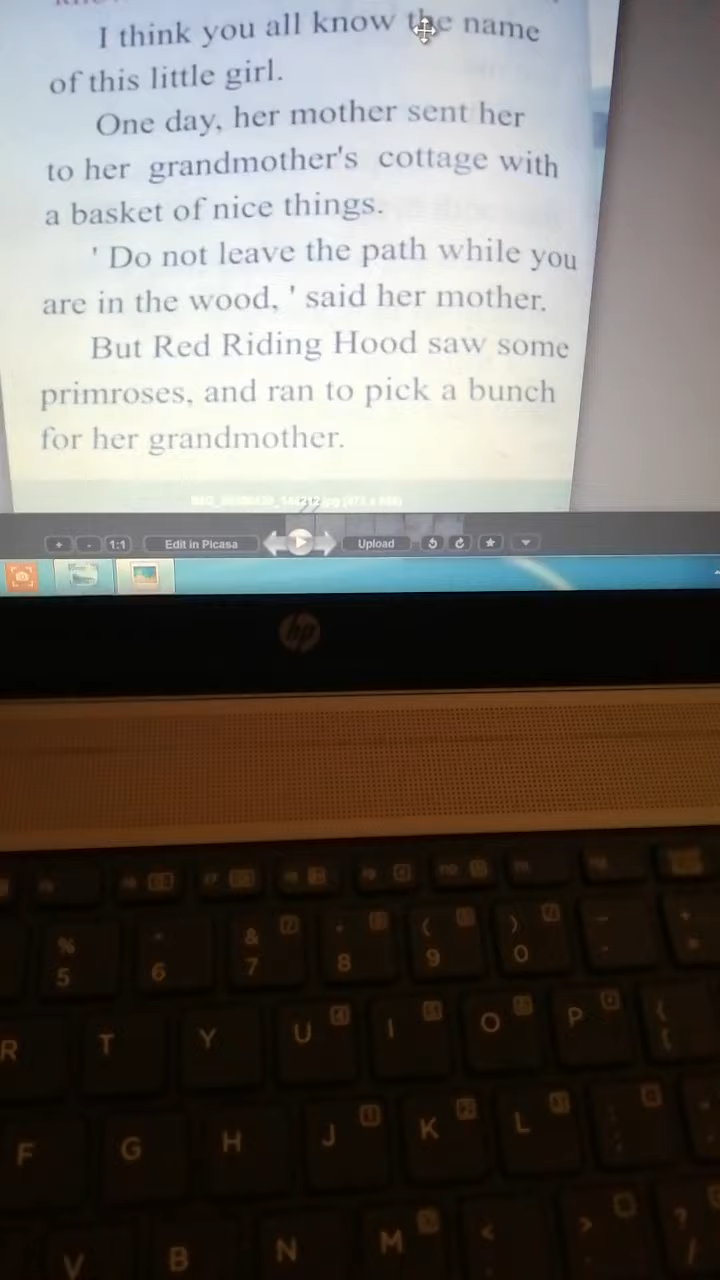 I think you all know the name
of this little girl.
One day, her mother sent her
to her grandmother's cottage with
a basket of nice things.
' Do not leave the path while you
are in the wood, ' said her mother.
But Red Riding Hood saw some
primroses, and ran to pick a bunch
for her grandmother.
+ - 1:1 Edit in Picasa Upload
hp
% & ( )
5 6 7 8 9 0
R T Y U I O P
F G H J K L
V B N M < > ?